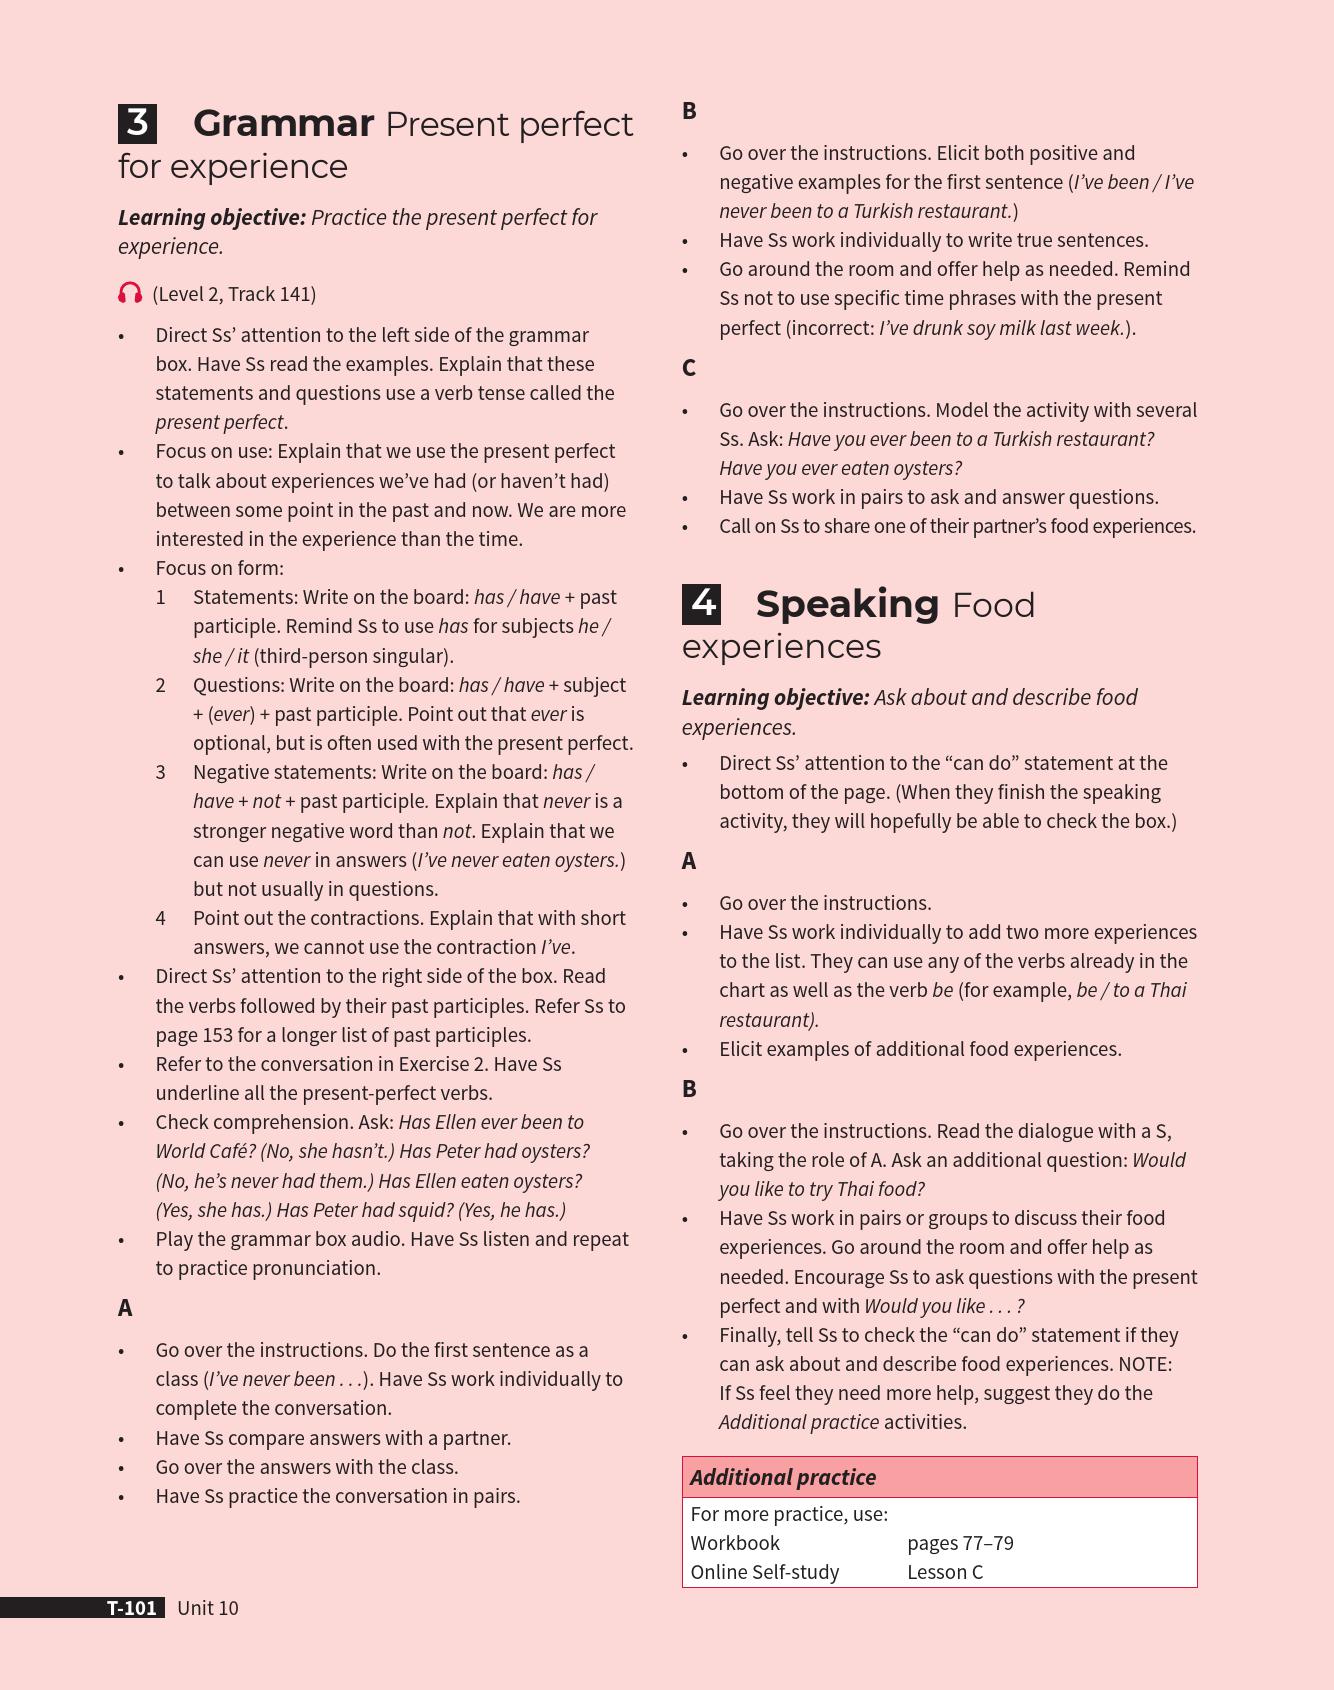 3 Grammar Present perfect
for experience
Learning objective: Practice the present perfect for
experience.
(Level 2, Track 141)
• Direct Ss’ attention to the left side of the grammar
box. Have Ss read the examples. Explain that these
statements and questions use a verb tense called the
present perfect.
• Focus on use: Explain that we use the present perfect
to talk about experiences we’ve had (or haven’t had)
between some point in the past and now. We are more
interested in the experience than the time.
• Focus on form:
1 Statements: Write on the board: has / have + past
participle. Remind Ss to use has for subjects he /
she / it (third-person singular).
2 Questions: Write on the board: has / have + subject
+ (ever) + past participle. Point out that ever is
optional, but is often used with the present perfect.
3 Negative statements: Write on the board: has /
have + not + past participle. Explain that never is a
stronger negative word than not. Explain that we
can use never in answers (I’ve never eaten oysters.)
but not usually in questions.
4 Point out the contractions. Explain that with short
answers, we cannot use the contraction I’ve.
• Direct Ss’ attention to the right side of the box. Read
the verbs followed by their past participles. Refer Ss to
page 153 for a longer list of past participles.
• Refer to the conversation in Exercise 2. Have Ss
underline all the present-perfect verbs.
• Check comprehension. Ask: Has Ellen ever been to
World Café? (No, she hasn’t.) Has Peter had oysters?
(No, he’s never had them.) Has Ellen eaten oysters?
(Yes, she has.) Has Peter had squid? (Yes, he has.)
• Play the grammar box audio. Have Ss listen and repeat
to practice pronunciation.
A
• Go over the instructions. Do the first sentence as a
class (I’ve never been . . .). Have Ss work individually to
complete the conversation.
• Have Ss compare answers with a partner.
• Go over the answers with the class.
• Have Ss practice the conversation in pairs.
B
• Go over the instructions. Elicit both positive and
negative examples for the first sentence (I’ve been / I’ve
never been to a Turkish restaurant.)
• Have Ss work individually to write true sentences.
• Go around the room and offer help as needed. Remind
Ss not to use specific time phrases with the present
perfect (incorrect: I’ve drunk soy milk last week.).
C
• Go over the instructions. Model the activity with several
Ss. Ask: Have you ever been to a Turkish restaurant?
Have you ever eaten oysters?
• Have Ss work in pairs to ask and answer questions.
• Call on Ss to share one of their partner’s food experiences.
4 Speaking Food
experiences
Learning objective: Ask about and describe food
experiences.
• Direct Ss’ attention to the “can do” statement at the
bottom of the page. (When they finish the speaking
activity, they will hopefully be able to check the box.)
A
• Go over the instructions.
• Have Ss work individually to add two more experiences
to the list. They can use any of the verbs already in the
chart as well as the verb be (for example, be / to a Thai
restaurant).
• Elicit examples of additional food experiences.
B
• Go over the instructions. Read the dialogue with a S,
taking the role of A. Ask an additional question: Would
you like to try Thai food?
• Have Ss work in pairs or groups to discuss their food
experiences. Go around the room and offer help as
needed. Encourage Ss to ask questions with the present
perfect and with Would you like . . . ?
• Finally, tell Ss to check the “can do” statement if they
can ask about and describe food experiences. NOTE:
If Ss feel they need more help, suggest they do the
Additional practice activities.
Additional practice
For more practice, use:
Workbook pages 77–79
Online Self-study Lesson C
T-101 Unit 10